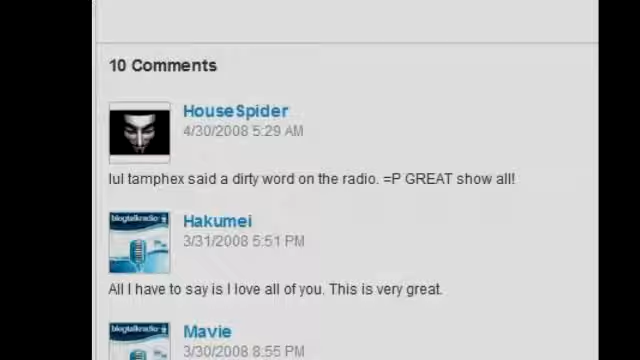 10 Comments
HouseSpider
4/30/2008 5:29 AM
lul tamphex said a dirty word on the radio. =P GREAT show all!
blogtalkradio
Hakumei
3/31/2008 5:51 PM
All I have to say is I love all of you. This is very great.
blogtalkradio
Mavie
3/30/2008 8:55 PM